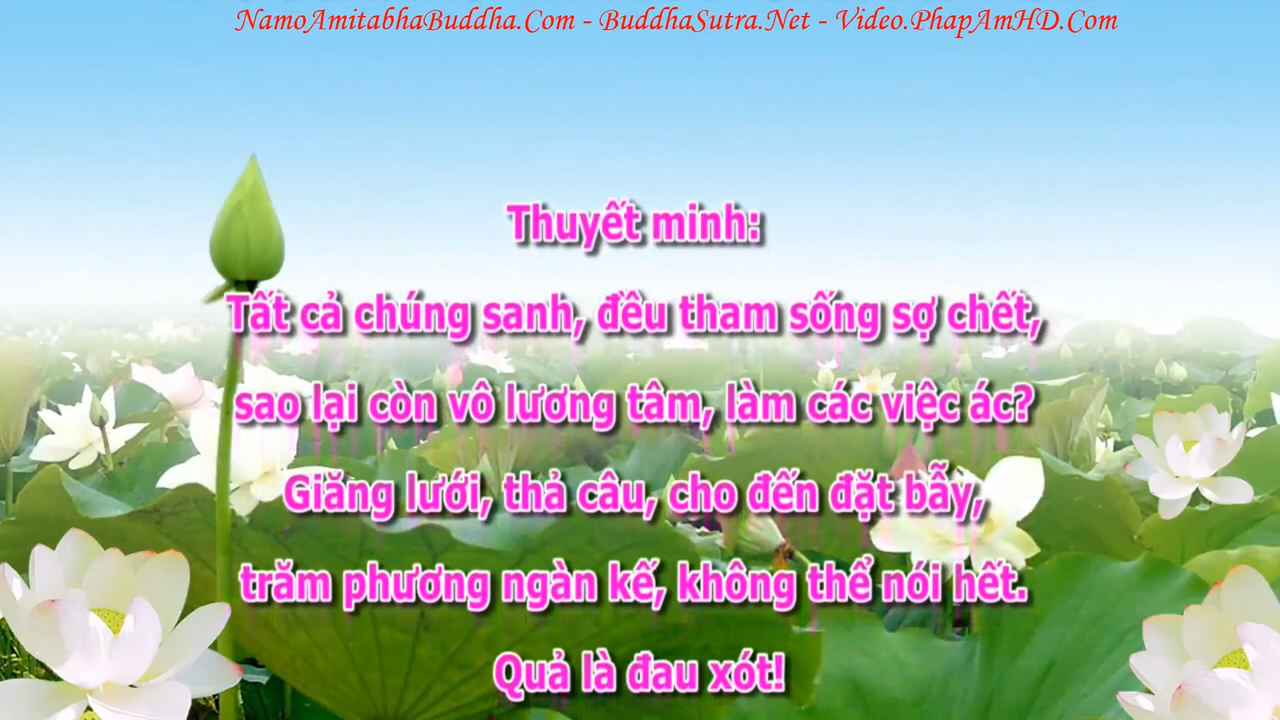 NamoAmitabhaBuddha.Com - BuddhaSutra.Net - Video.PhapAmHD.Com
Thuyết minh:
Tất cả chúng sanh, đều tham sống sợ chết,
sao lại còn vô lương tâm, làm các việc ác?
Giăng lưới, thả câu, cho đến đặt bẫy,
trăm phương ngàn kế, không thể nói hết.
Quả là đau xót!